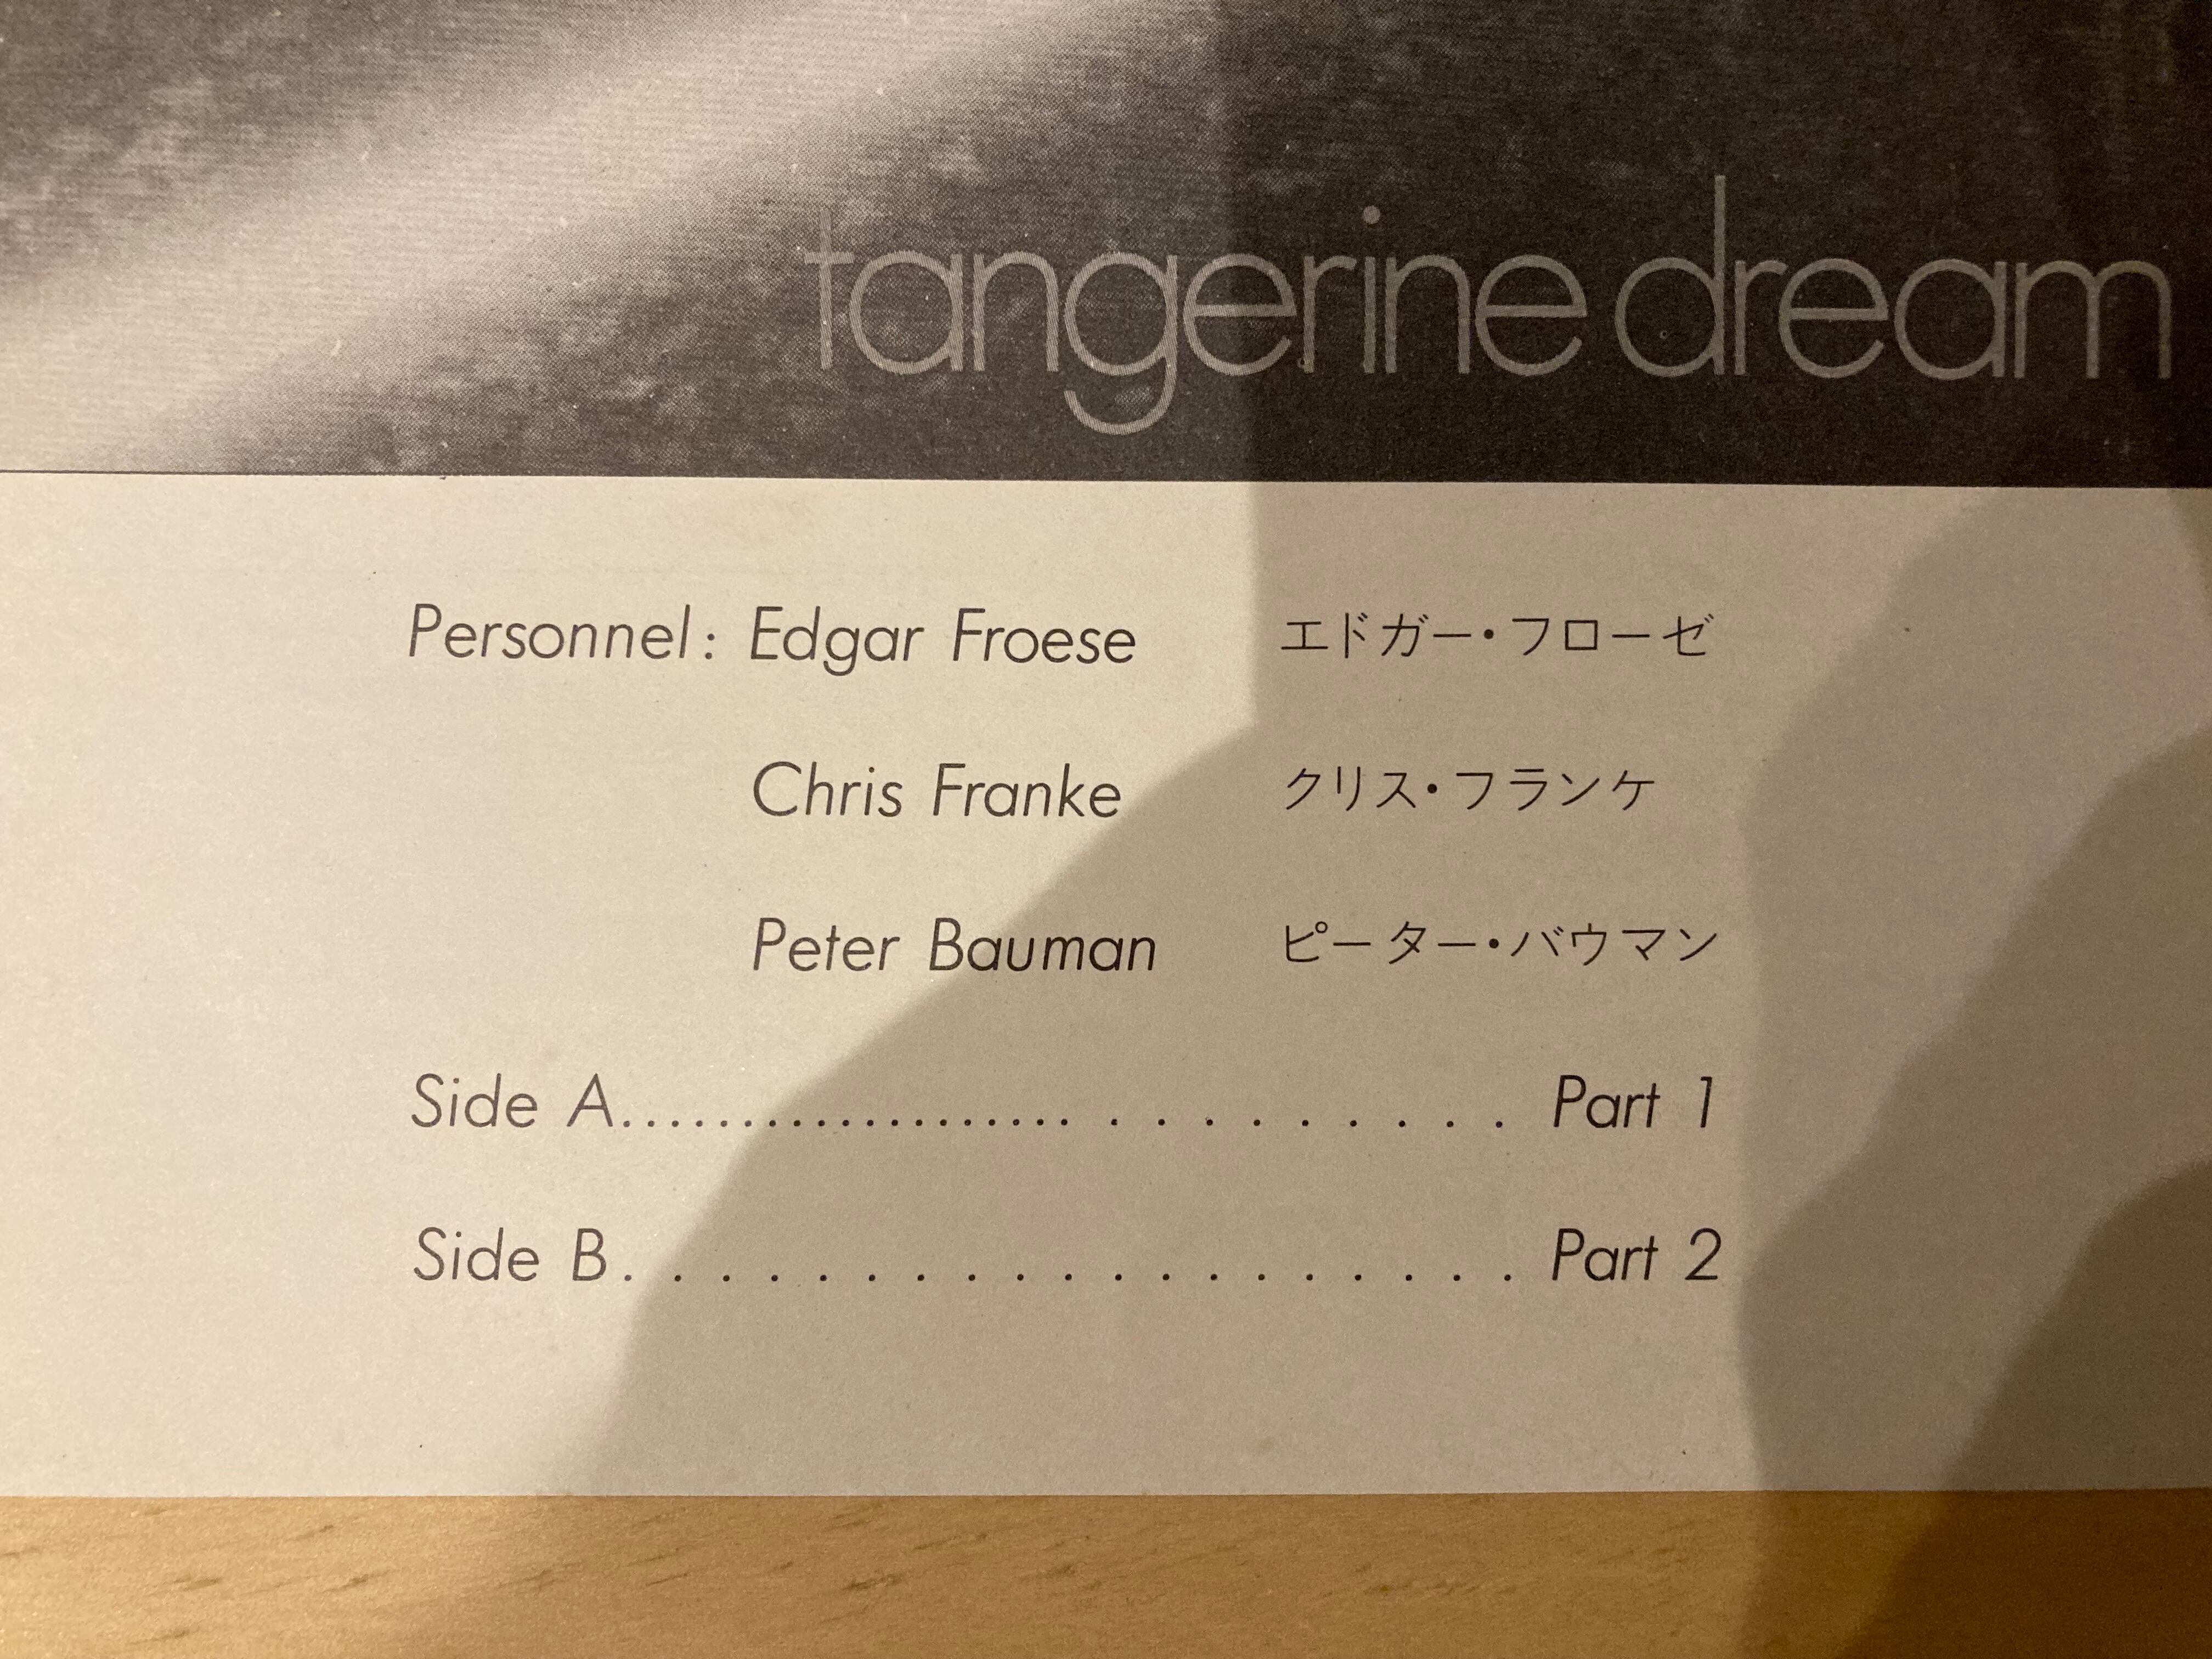 tangerine dream
Personnel: Edgar Froese エドガー・フローゼ
Chris Franke クリス・フランケ
Peter Bauman ピーター・バウマン
Side A............................ Part 1
Side B................... Part 2